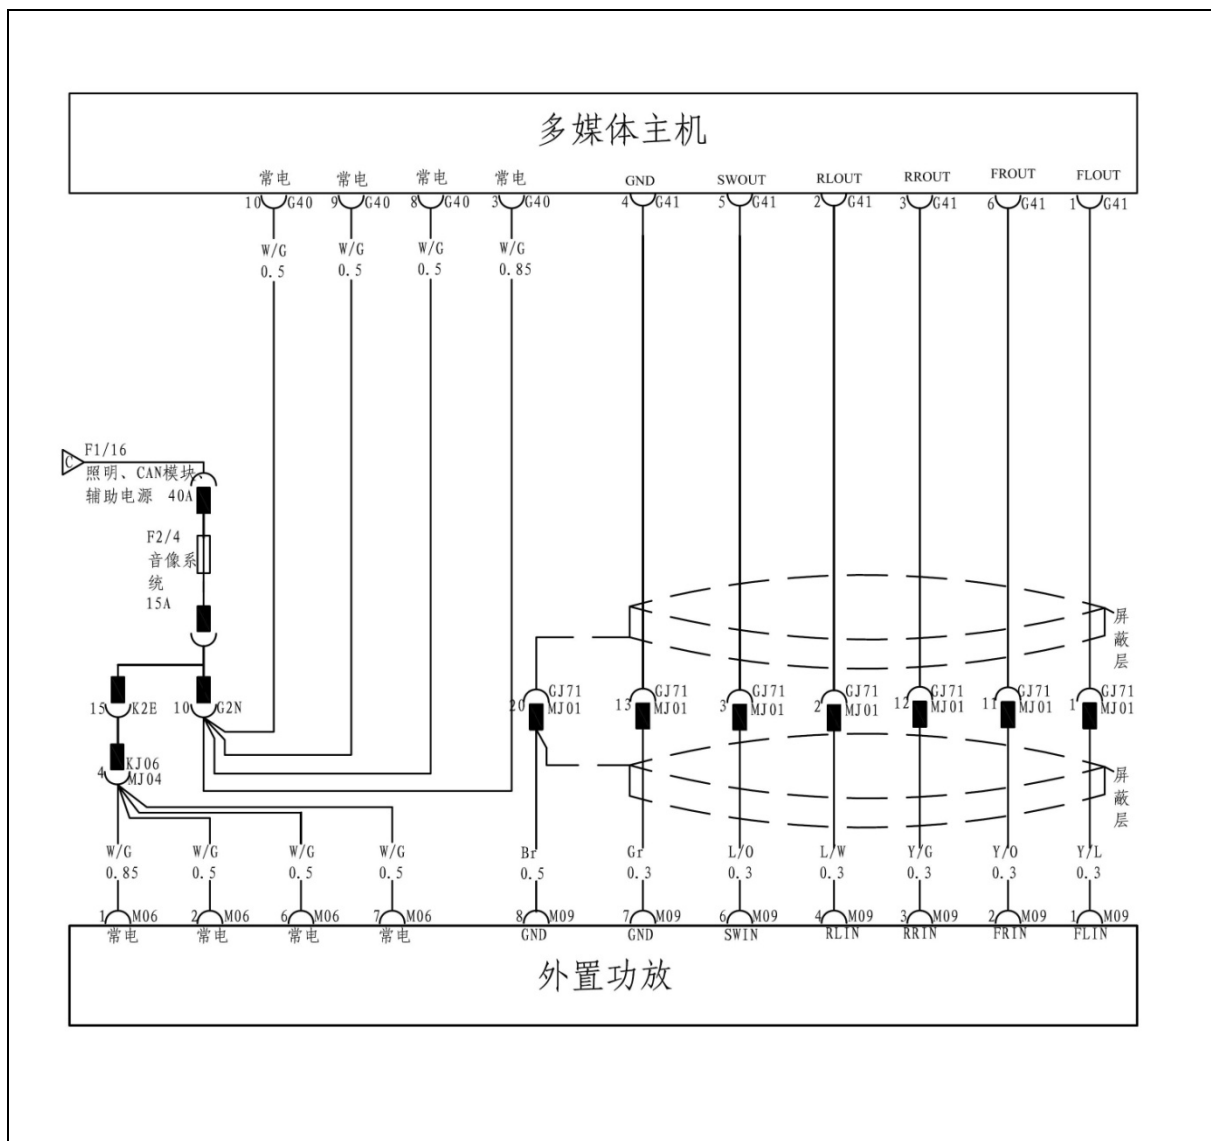 多媒体主机
常电 常电 常电 常电 GND SWOUT RLOUT RROUT FROUT FLOUT
10 G40 9 G40 8 G40 3 G40 4 G41 5 G41 2 G41 3 G41 6 G41 1 G41
W/G W/G W/G W/G
0.5 0.5 0.5 0.85
C F1/16
照明、CAN模块、
辅助电源 40A
F2/4
音像系
统
15A
屏
蔽
层
15 K2E 10 G2N
20 GJ71 13 GJ71 3 GJ71 2 GJ71 12 GJ71 11 GJ71 1 GJ71
MJ01 MJ01 MJ01 MJ01 MJ01 MJ01 MJ01
4 KJ06
MJ04
屏
蔽
层
W/G W/G W/G W/G Br Gr L/O L/W Y/G Y/O Y/L
0.85 0.5 0.5 0.5 0.5 0.3 0.3 0.3 0.3 0.3 0.3
1 M06 2 M06 6 M06 7 M06 8 M09 7 M09 6 M09 4 M09 3 M09 2 M09 1 M09
常电 常电 常电 常电 GND GND SWIN RLIN RRIN FRIN FLIN
外置功放